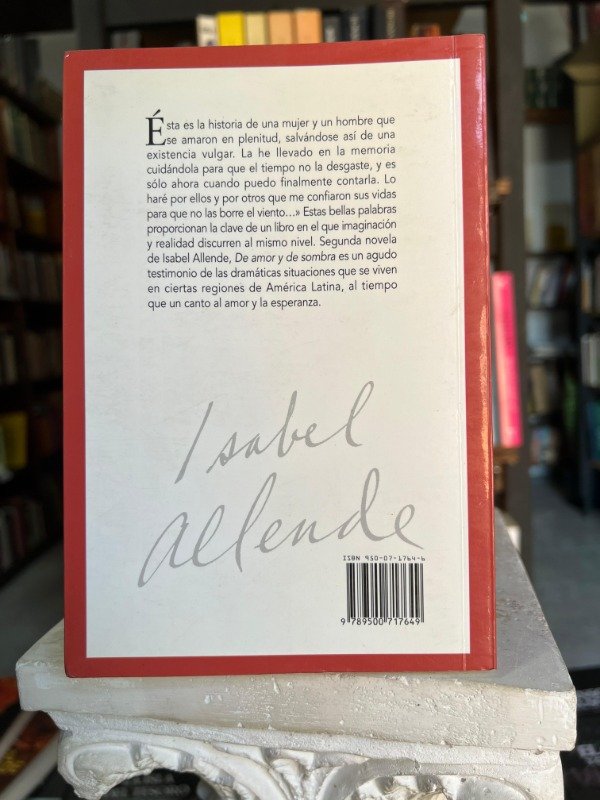 Ésta es la historia de una mujer y un hombre que
se amaron en plenitud, salvándose así de una
existencia vulgar. La he llevado en la memoria
cuidándola para que el tiempo no la desgaste, y es
sólo ahora cuando puedo finalmente contarla. Lo
haré por ellos y por otros que me confiaron sus vidas
para que no las borre el viento...» Estas bellas palabras
proporcionan la clave de un libro en el que imaginación
y realidad discurren al mismo nivel. Segunda novela
de Isabel Allende, De amor y de sombra es un agudo
testimonio de las dramáticas situaciones que se viven
en ciertas regiones de América Latina, al tiempo
que un canto al amor y la esperanza.
Isabel
Allende
ISBN 950-07-1764-6
9 789500 717649